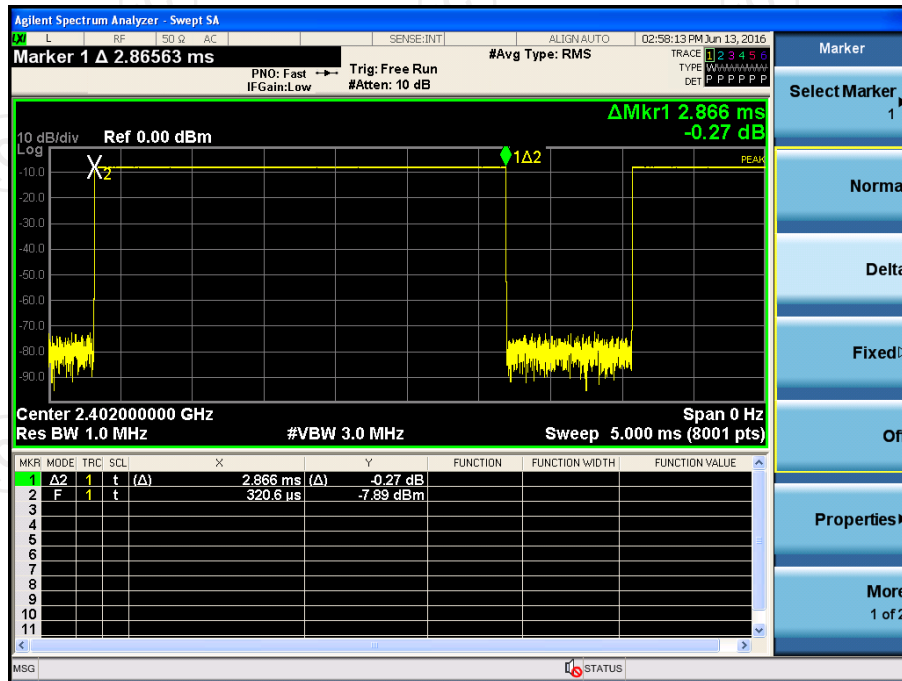 Agilent Spectrum Analyzer - Swept SA
LXI L RF 50 Ω AC SENSE:INT ALIGN AUTO 02:58:13 PM Jun 13, 2016
Marker 1 Δ 2.86563 ms
PNO: Fast
IFGain:Low
Trig: Free Run
#Atten: 10 dB
#Avg Type: RMS
TRACE 1 2 3 4 5 6
TYPE WWWWWW
DET P P P P P P
ΔMkr1 2.866 ms
-0.27 dB
10 dB/div Ref 0.00 dBm
Log
1Δ2
PEAK
2
-10.0
-20.0
-30.0
-40.0
-50.0
-60.0
-70.0
-80.0
-90.0
Center 2.402000000 GHz Span 0 Hz
Res BW 1.0 MHz #VBW 3.0 MHz Sweep 5.000 ms (8001 pts)
MKR MODE TRC SCL X Y FUNCTION FUNCTION WIDTH FUNCTION VALUE
1 Δ2 1 t (Δ) 2.866 ms (Δ) -0.27 dB
2 F 1 t 320.6 µs -7.89 dBm
3
4
5
6
7
8
9
10
11
MSG STATUS
Marker
Select Marker
1
Norma
Delta
Fixed
Of
Properties
More
1 of 2